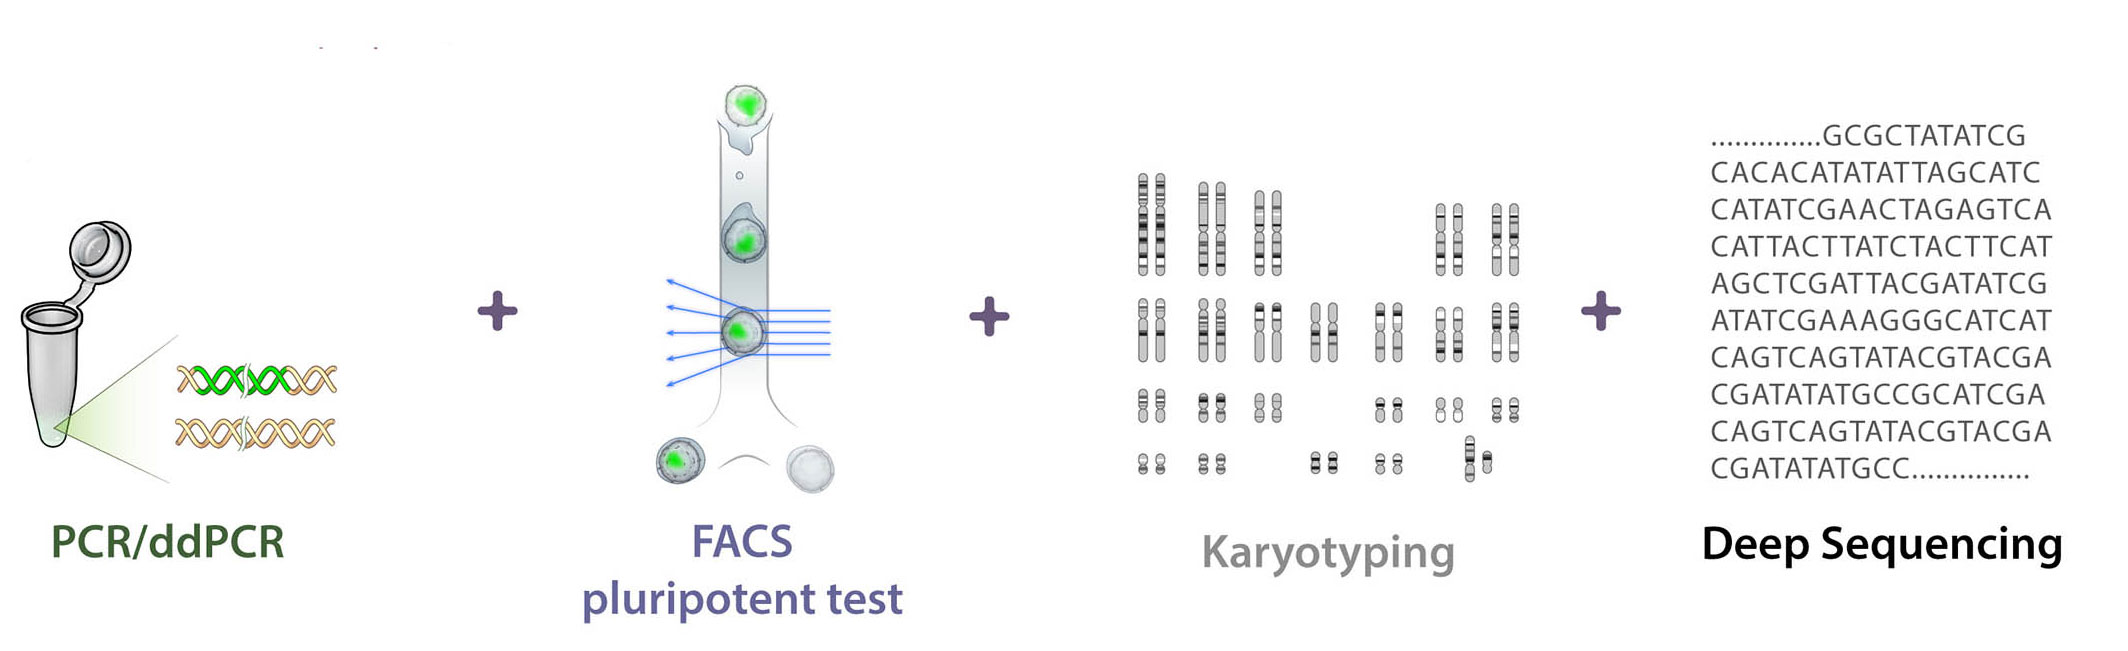 PCR/ddPCR
+
FACS
pluripotent test
+
Karyotyping
+
..............GCGCTATATCG
CACACATATATTAGCATC
CATATCGAACTAGAGTCA
CATTACTTATCTACTTCAT
AGCTCGATTACGATATCG
ATATCGAAAGGGCATCAT
CAGTCAGTATACGTACGA
CGATATATGCCGCATCGA
CAGTCAGTATACGTACGA
CGATATATGCC...............
Deep Sequencing